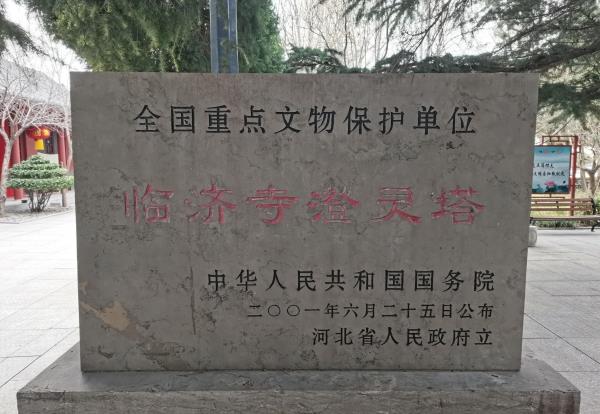 全国重点文物保护单位
临济寺澄灵塔
中华人民共和国国务院
二〇〇一年六月二十五日公布
河北省人民政府立